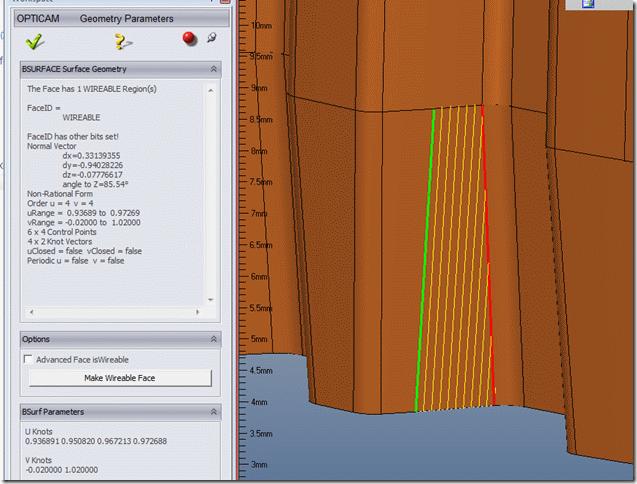 OPTICAM Geometry Parameters
BSURFACE Surface Geometry
The Face has 1 WIREABLE Region(s)
FaceID =
WIREABLE
FaceID has other bits set!
Normal Vector
dx=0.33139355
dy=-0.94028226
dz=-0.07776617
angle to Z=85.54°
Non-Rational Form
Order u = 4 v = 4
uRange = 0.93689 to 0.97269
vRange = -0.02000 to 1.02000
6 x 4 Control Points
4 x 2 Knot Vectors
uClosed = false vClosed = false
Periodic u = false v = false
Options
Advanced Face isWireable
Make Wireable Face
BSurf Parameters
U Knots
0.936891 0.950820 0.967213 0.972688
V Knots
-0.020000 1.020000
10mm
9.5mm
9mm
8.5mm
8mm
7.5mm
7mm
6.5mm
6mm
5.5mm
5mm
4.5mm
4mm
3.5mm
3mm